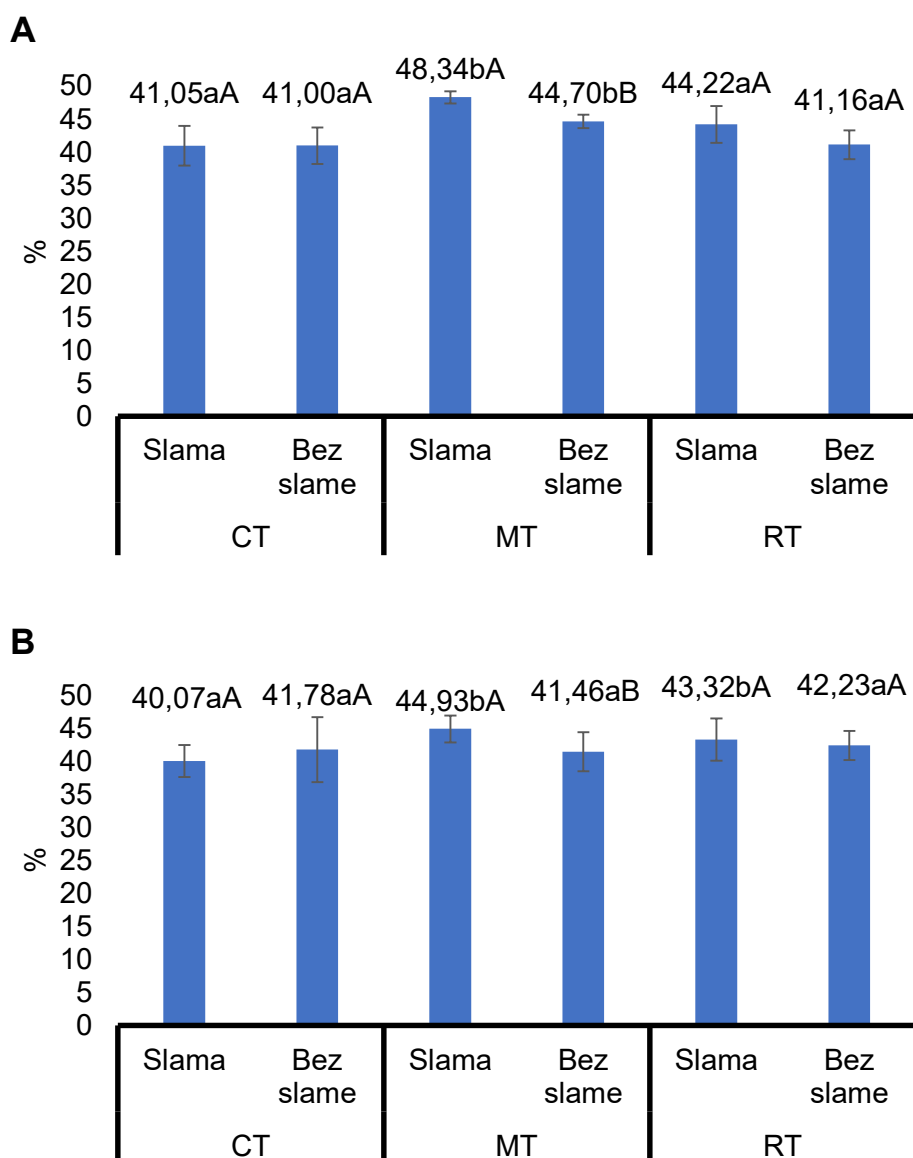 A
48,34bA
41,05aA 41,00aA 44,70bB 44,22aA 41,16aA
50
45
40
35
30
25
20
15
10
5
0
%
Slama Bez slame Slama Bez slame Slama Bez slame
CT MT RT
B
40,07aA 41,78aA 44,93bA 41,46aB 43,32bA 42,23aA
50
45
40
35
30
25
20
15
10
5
0
%
Slama Bez slame Slama Bez slame Slama Bez slame
CT MT RT